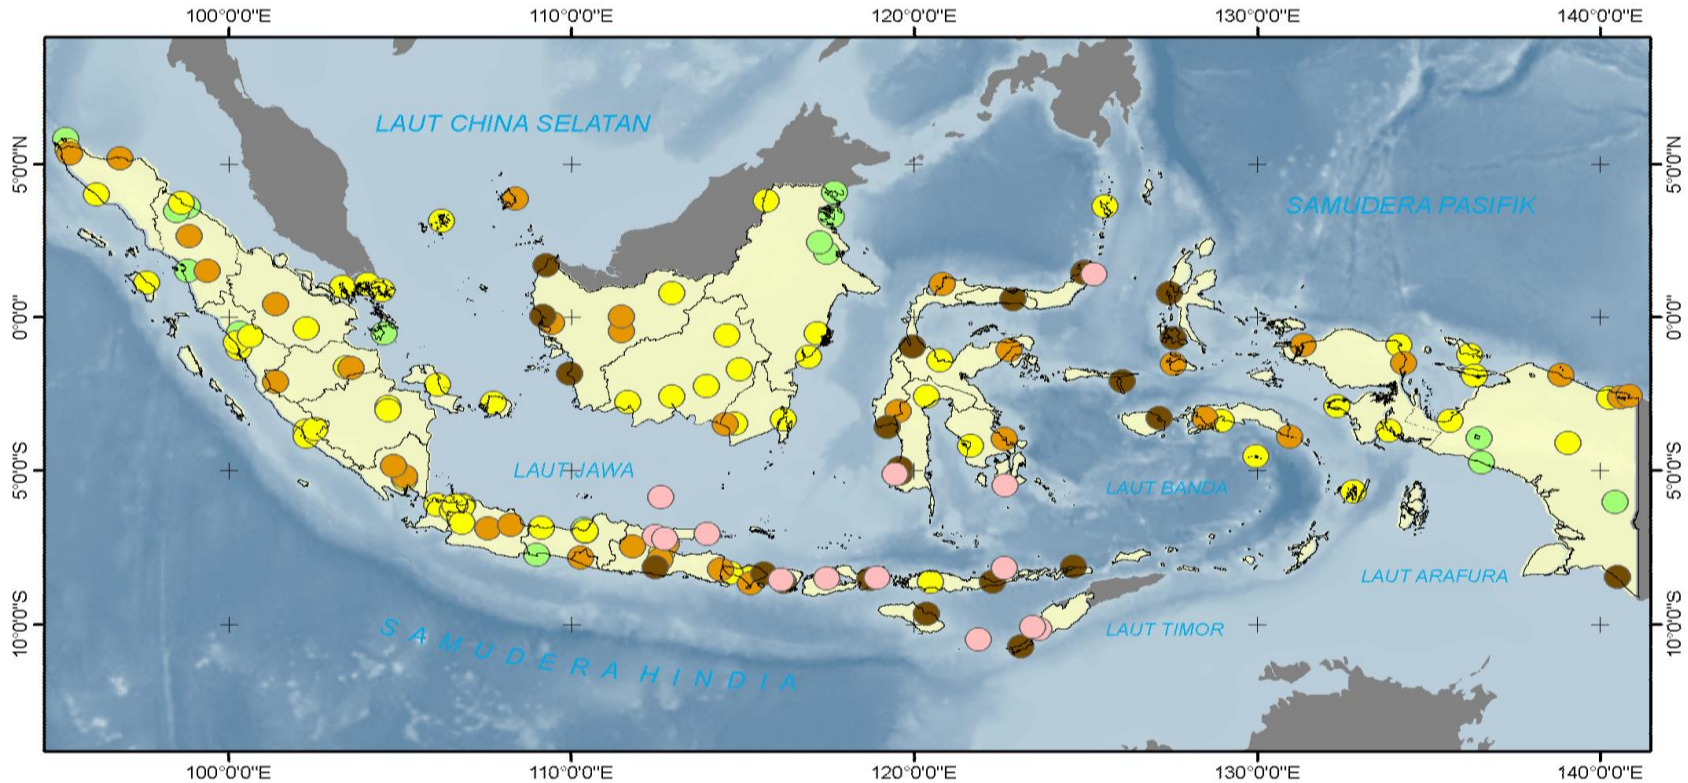 100°0'0"E 110°0'0"E 120°0'0"E 130°0'0"E 140°0'0"E
LAUT CHINA SELATAN
5°0'0"N 5°0'0"N
SAMUDERA PASIFIK
0°0'0" 0°0'0"
LAUT JAWA
5°0'0"S 5°0'0"S
LAUT BANDA
LAUT ARAFURA
10°0'0"S 10°0'0"S
LAUT TIMOR
SAMUDERA HINDIA
100°0'0"E 110°0'0"E 120°0'0"E 130°0'0"E 140°0'0"E